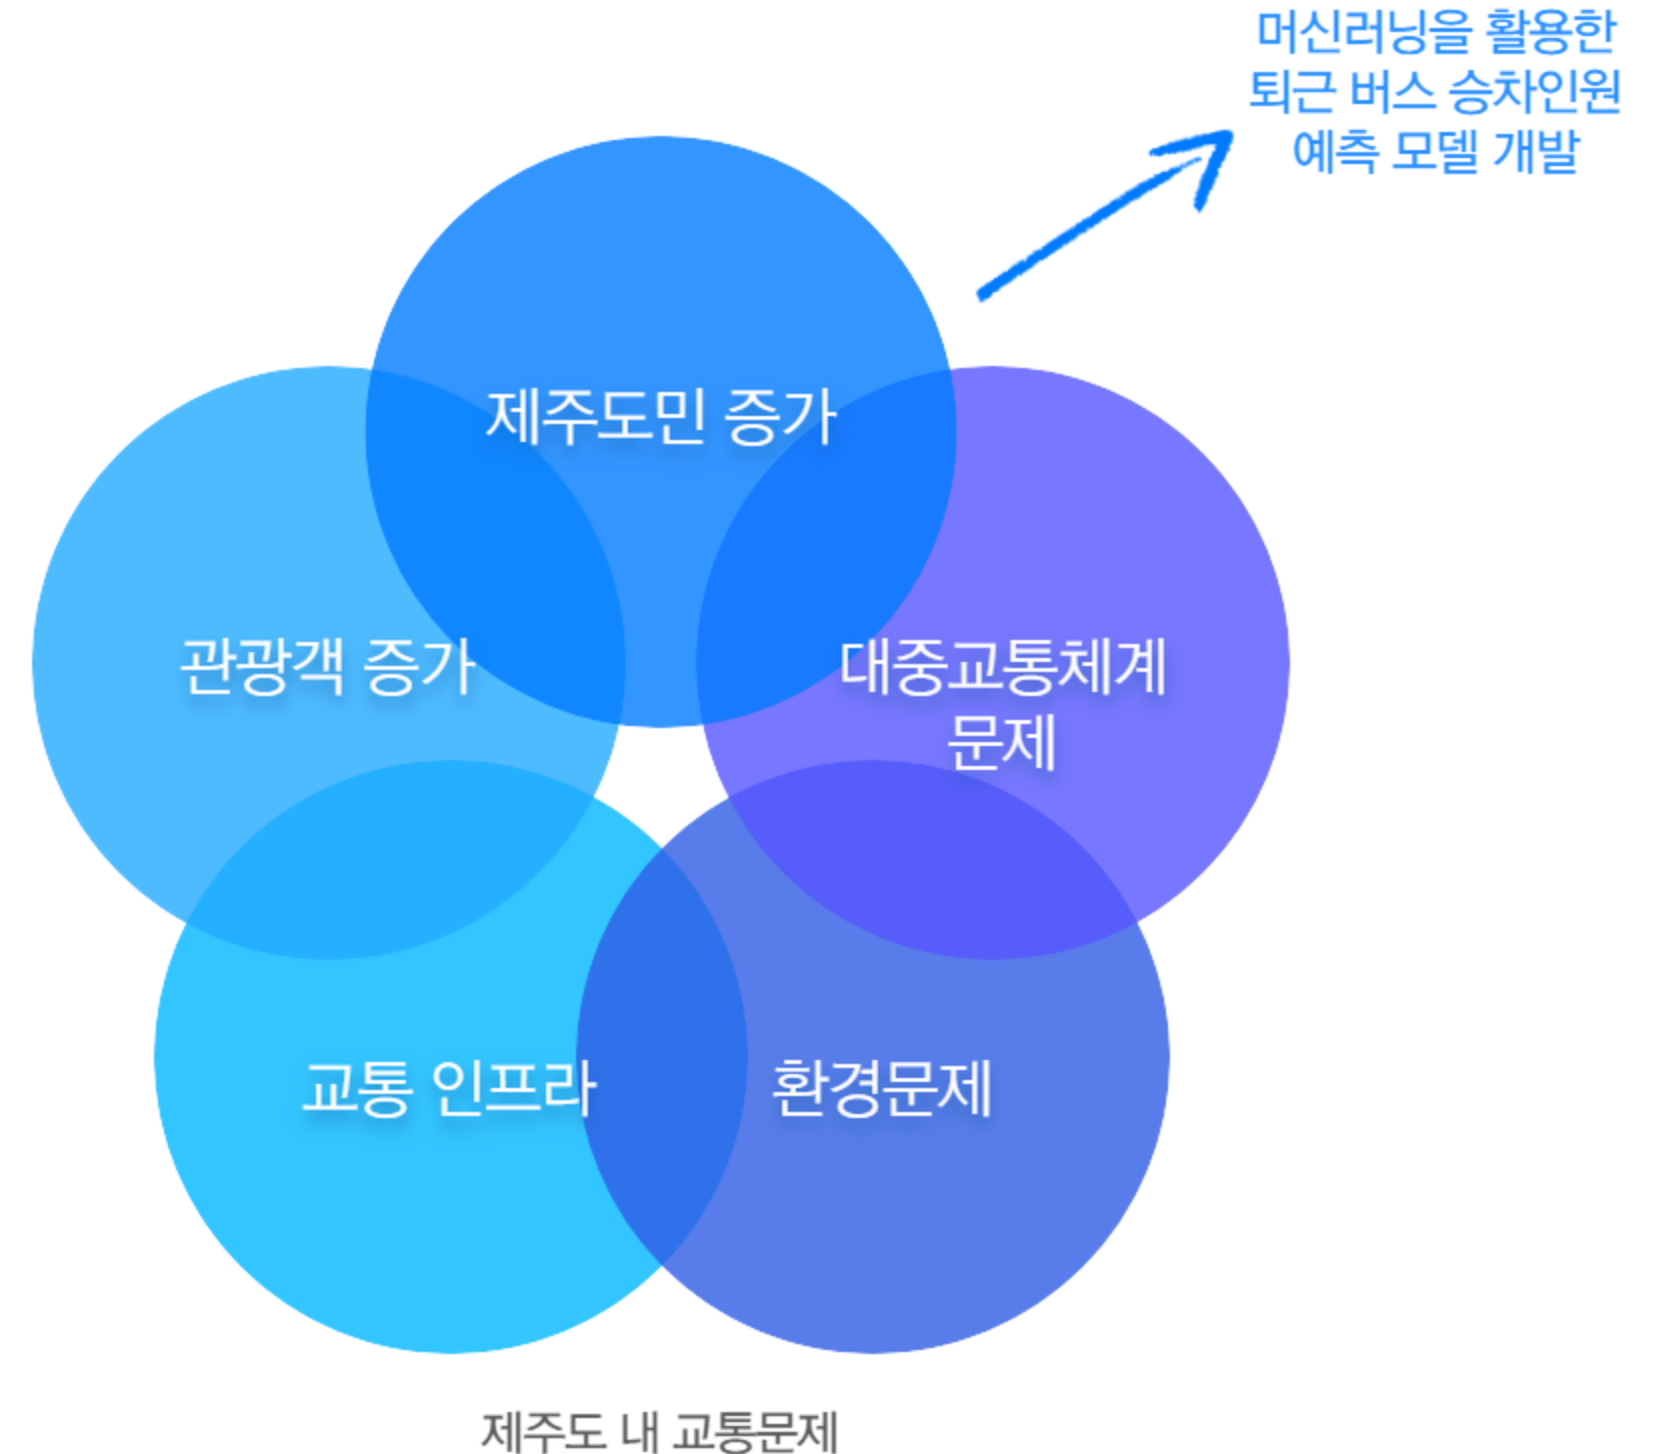 머신러닝을 활용한
퇴근 버스 승차인원
예측 모델 개발
제주도민 증가
관광객 증가
대중교통체계
문제
교통 인프라
환경문제
제주도 내 교통문제